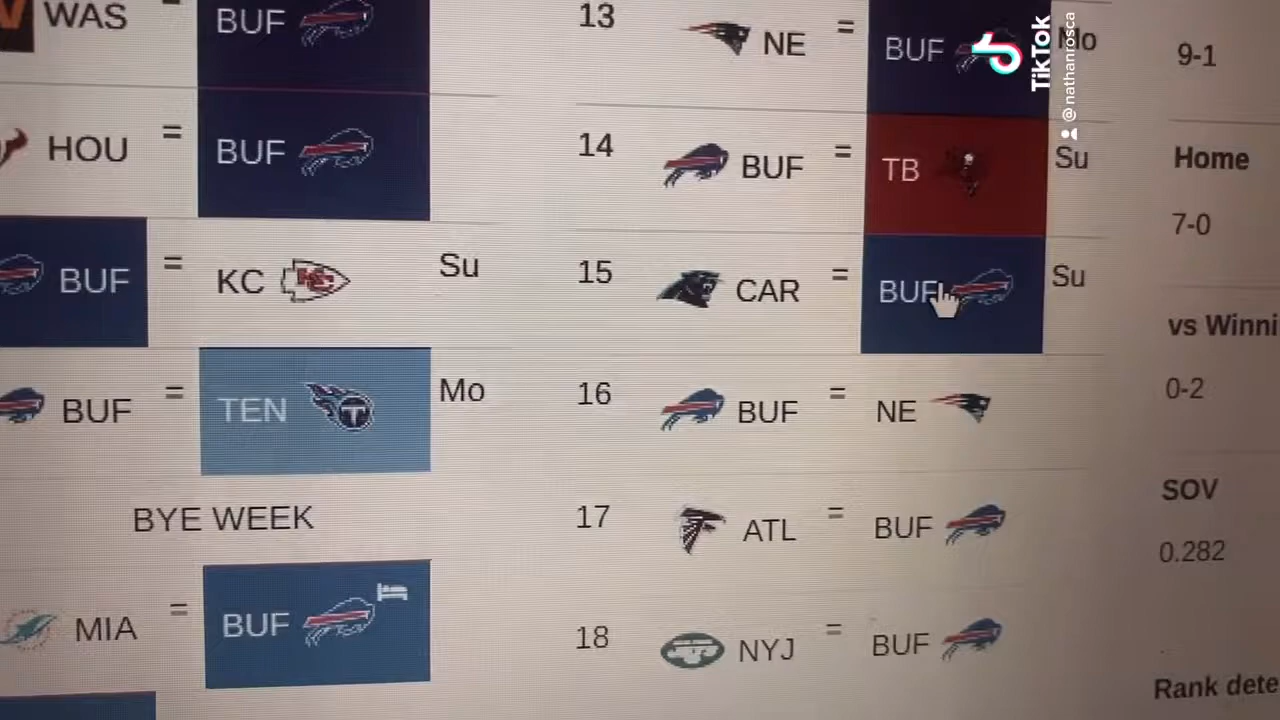 WAS = BUF
HOU = BUF
BUF = KC Su
BUF = TEN Mo
BYE WEEK
MIA = BUF
13 NE = BUF Mo
14 BUF = TB Su
15 CAR = BUF Su
16 BUF = NE
17 ATL = BUF
18 NYJ = BUF
9-1
Home
7-0
vs Winni
0-2
SOV
0.282
Rank dete
TikTok
@nathanrosca